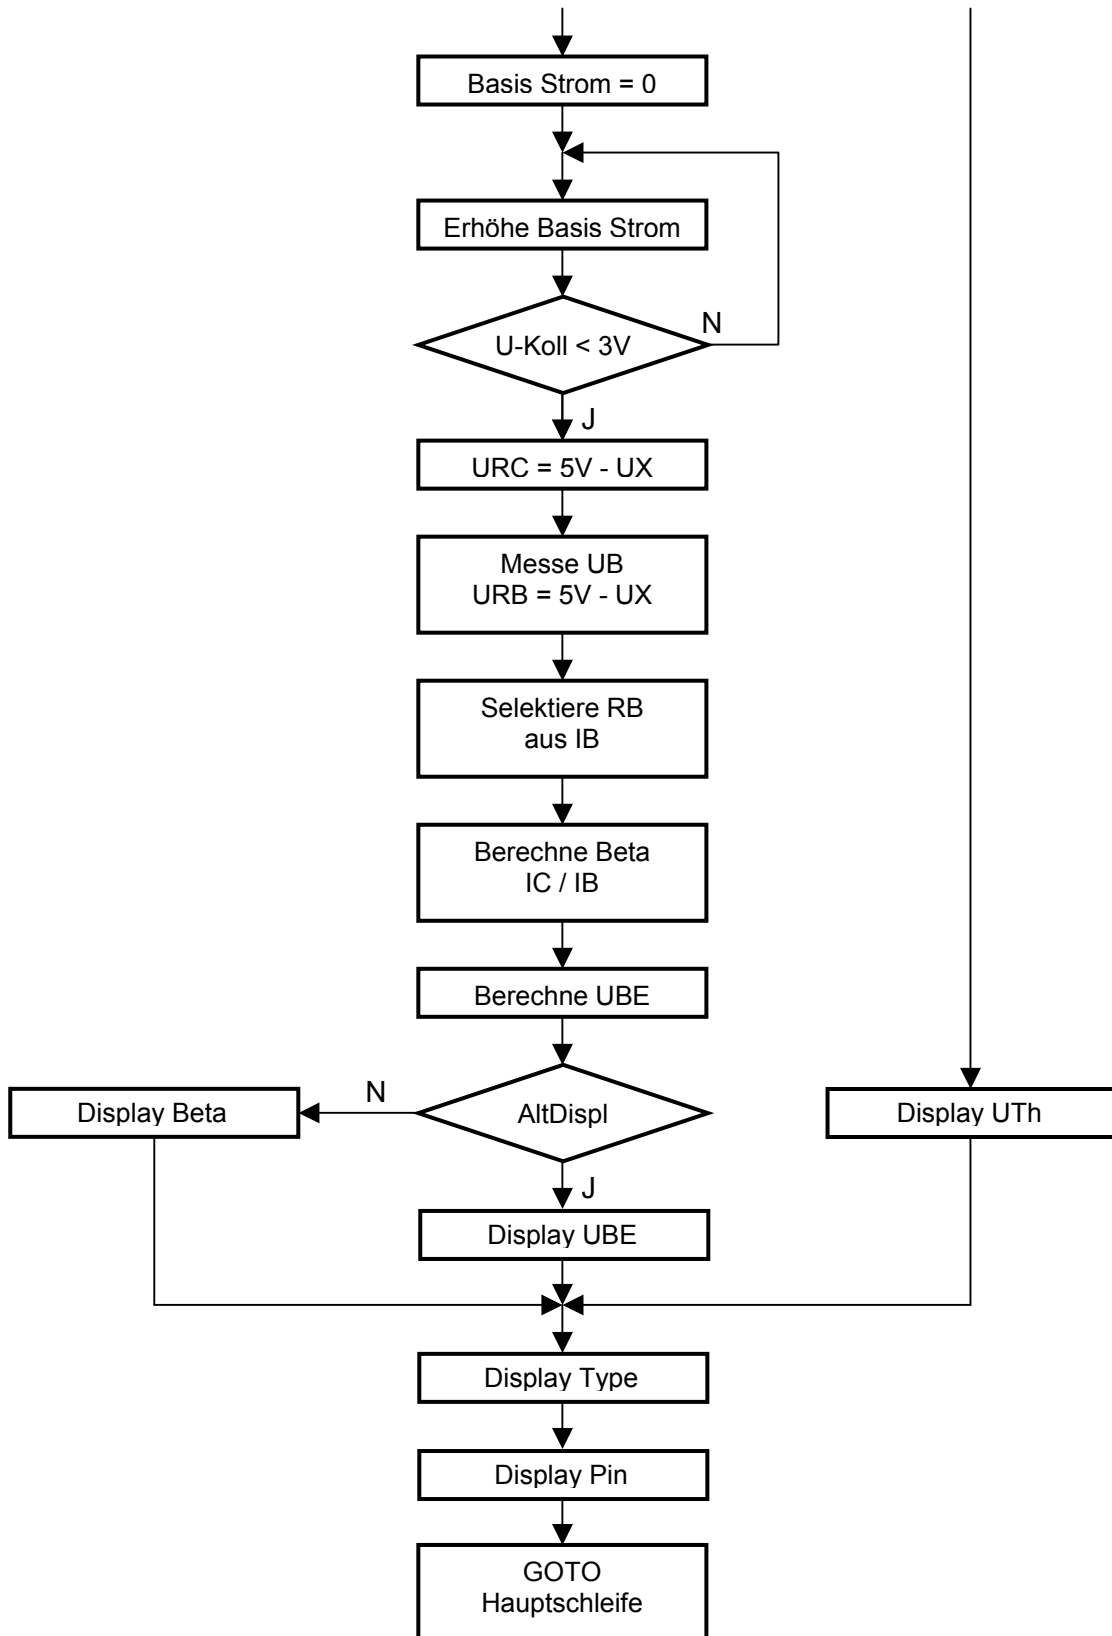 Basis Strom = 0
Erhöhe Basis Strom
U-Koll < 3V
N
J
URC = 5V - UX
Messe UB
URB = 5V - UX
Selektiere RB
aus IB
Berechne Beta
IC / IB
Berechne UBE
Display Beta
N
AltDispl
Display UTh
J
Display UBE
Display Type
Display Pin
GOTO
Hauptschleife